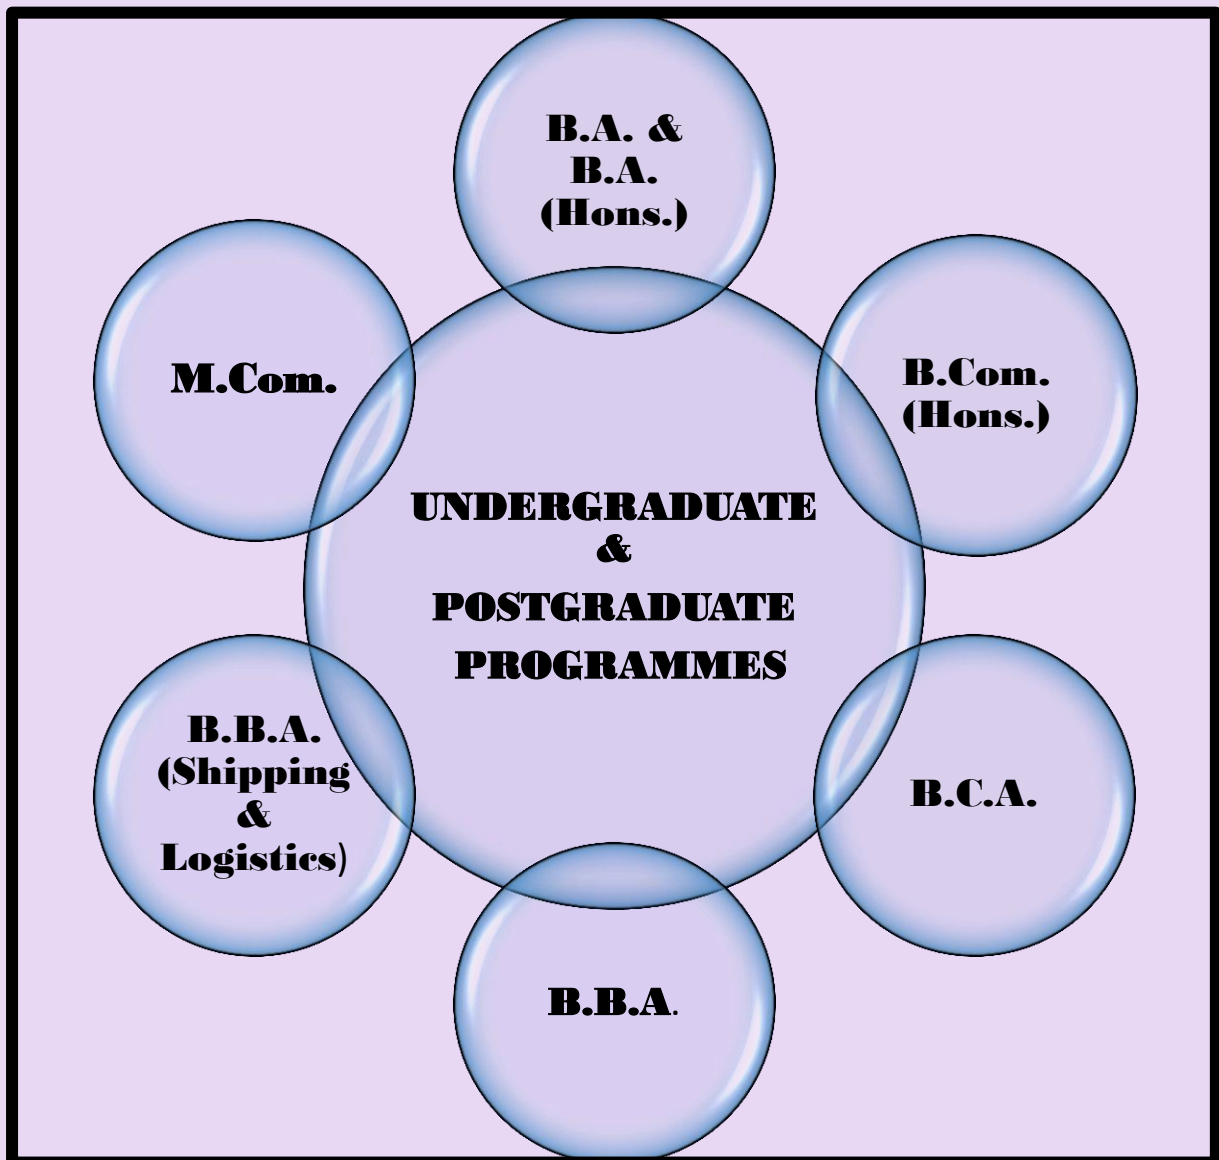 B.A. &
B.A.
(Hons.)
M.Com.
B.Com.
(Hons.)
UNDERGRADUATE
&
POSTGRADUATE
PROGRAMMES
B.B.A.
(Shipping
&
Logistics)
B.C.A.
B.B.A.